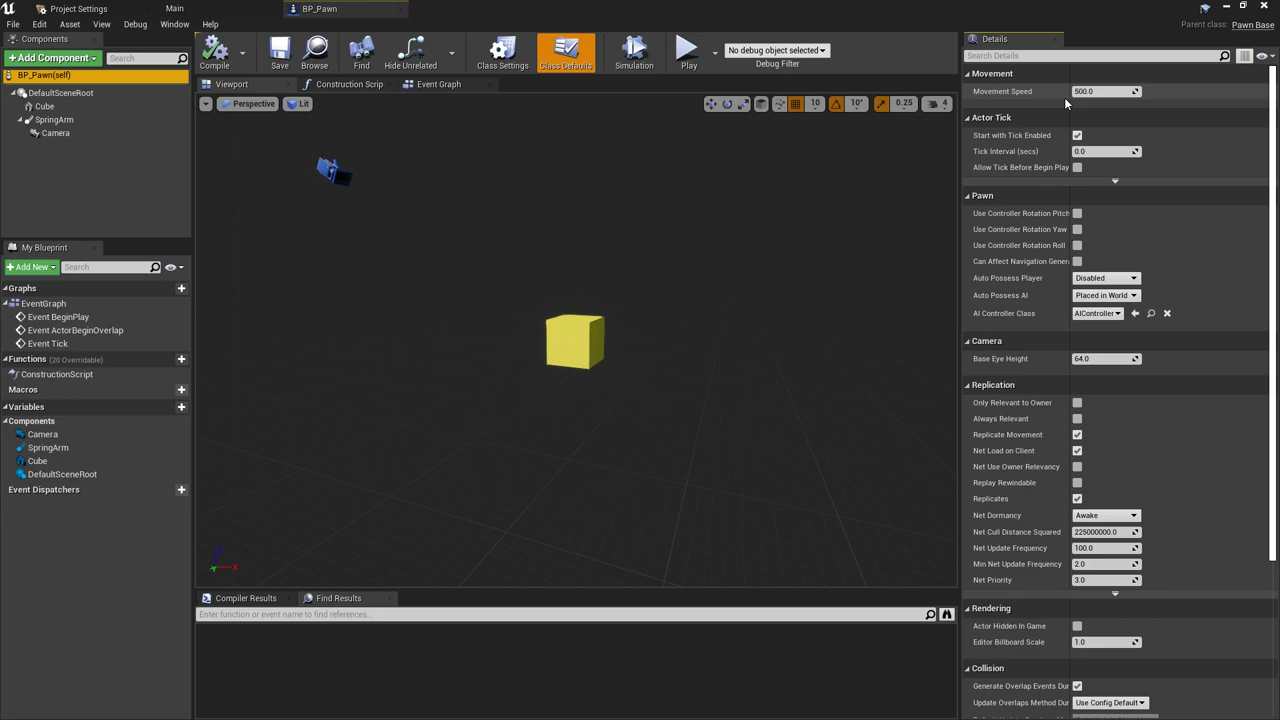 Project Settings
Main
BP_Pawn
File Edit Asset View Debug Window Help
Parent class: Pawn Base
Components
+Add Component
Search
BP_Pawn(self)
DefaultSceneRoot
Cube
SpringArm
Camera
My Blueprint
+Add New
Search
Graphs
EventGraph
Event BeginPlay
Event ActorBeginOverlap
Event Tick
Functions (20 Overridable)
ConstructionScript
Macros
Variables
Components
Camera
SpringArm
Cube
DefaultSceneRoot
Event Dispatchers
Compile
Save
Browse
Find
Hide Unrelated
Class Settings
Class Defaults
Simulation
Play
No debug object selected
Debug Filter
Viewport
Construction Scrip
Event Graph
Perspective
Lit
10
10°
0.25
4
X
Compiler Results
Find Results
Enter function or event name to find references...
Details
Search Details
Movement
Movement Speed 500.0
Actor Tick
Start with Tick Enabled
Tick Interval (secs) 0.0
Allow Tick Before Begin Play
Pawn
Use Controller Rotation Pitch
Use Controller Rotation Yaw
Use Controller Rotation Roll
Can Affect Navigation Gener
Auto Possess Player Disabled
Auto Possess AI Placed in World
AI Controller Class AIController
Camera
Base Eye Height 64.0
Replication
Only Relevant to Owner
Always Relevant
Replicate Movement
Net Load on Client
Net Use Owner Relevancy
Replay Rewindable
Replicates
Net Dormancy Awake
Net Cull Distance Squared 225000000.0
Net Update Frequency 100.0
Min Net Update Frequency 2.0
Net Priority 3.0
Rendering
Actor Hidden In Game
Editor Billboard Scale 1.0
Collision
Generate Overlap Events Dur
Update Overlaps Method Dur Use Config Default